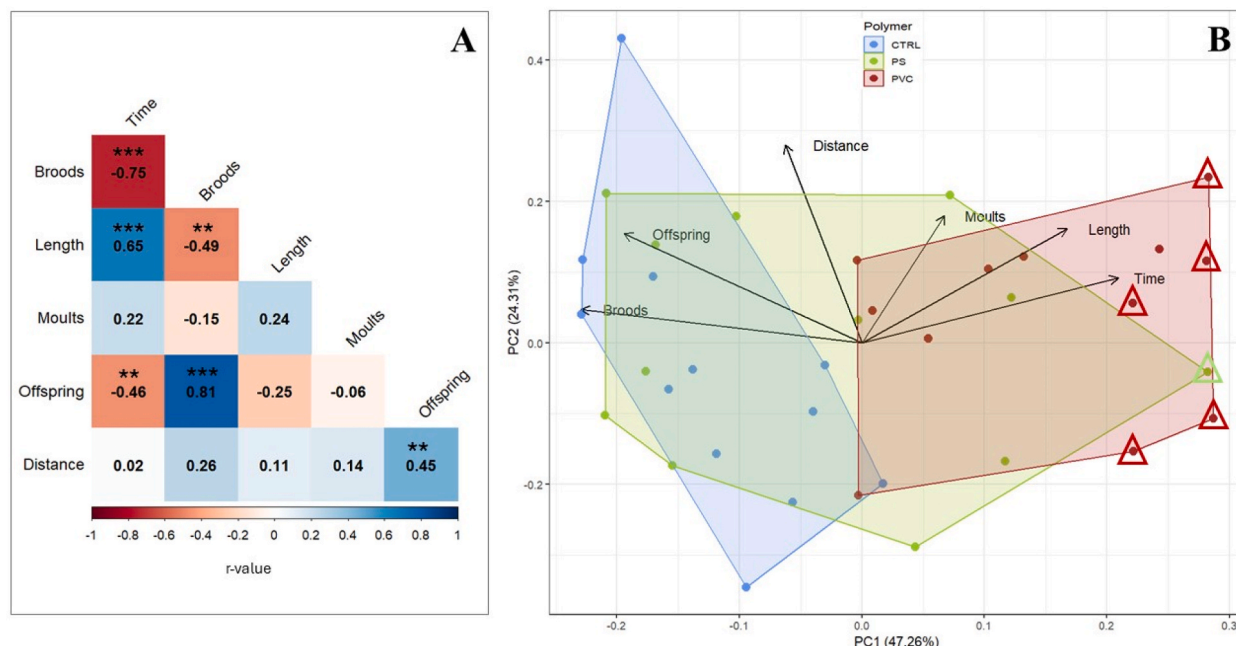 A
Time
Broods
*** -0.75
Broods
Length
*** 0.65
** -0.49
Length
Moults
0.22
-0.15
0.24
Moults
Offspring
** -0.46
*** 0.81
-0.25
-0.06
Offspring
Distance
0.02
0.26
0.11
0.14
** 0.45
-1 -0.8 -0.6 -0.4 -0.2 0 0.2 0.4 0.6 0.8 1
r-value
B
Polymer
CTRL
PS
PVC
PC2 (24.31%)
0.4
0.2
0.0
-0.2
Distance
Moults
Offspring
Length
Time
Broods
-0.2 -0.1 0.0 0.1 0.2 0.3
PC1 (47.26%)